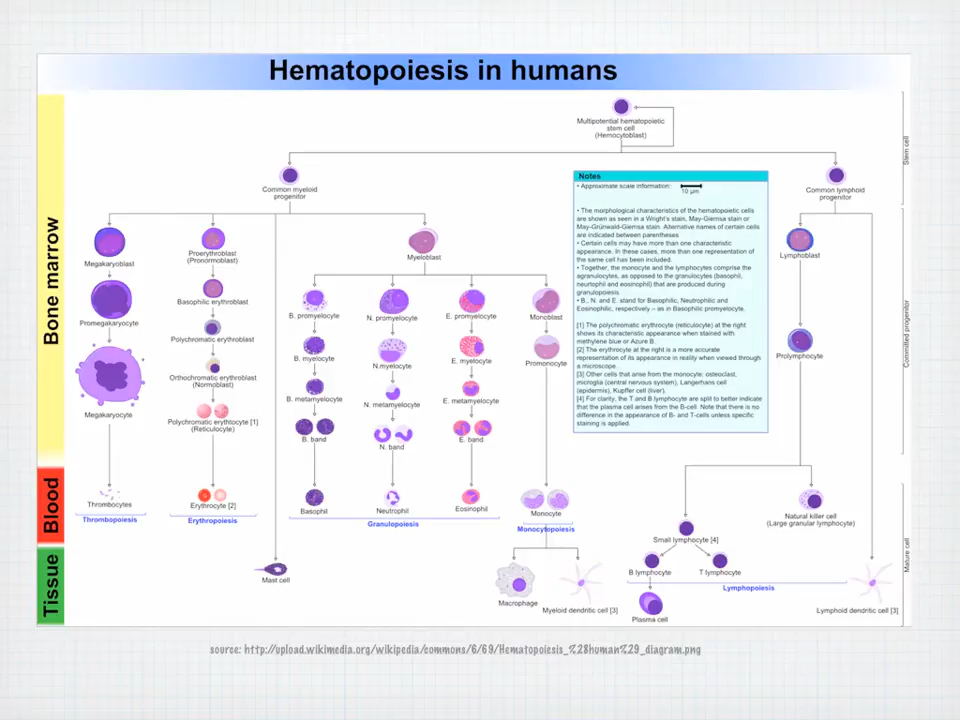 Hematopoiesis in humans
Bone marrow
Blood
Tissue
Multipotential hematopoietic
stem cell
(Hemocytoblast)
Common myeloid
progenitor
Common lymphoid
progenitor
Megakaryoblast
Promegakaryocyte
Megakaryocyte
Thrombocytes
Thrombopoiesis
Proerythroblast
(Pronormoblast)
Basophilic erythroblast
Polychromatic erythroblast
Orthochromatic erythroblast
(Normoblast)
Polychromatic erythtocyte [1]
(Reticulocyte)
Erythrocyte [2]
Erythropoiesis
Mast cell
Myeloblast
B. promyelocyte
N. promyelocyte
E. promyelocyte
Monoblast
B. myelocyte
N.myelocyte
E. myelocyte
Promonocyte
B. metamyelocyte
N. metamyelocyte
E. metamyelocyte
B. band
N. band
E. band
Basophil
Neutrophil
Eosinophil
Granulopoiesis
Monocyte
Monocytopoiesis
Macrophage
Myeloid dendritic cell [3]
Notes
• Approximate scale information:
10 µm
• The morphological characteristics of the hematopoietic cells
are shown as seen in a Wright's stain, May-Giemsa stain or
May-Grünwald-Giemsa stain. Alternative names of certain cells
are indicated between parentheses
• Certain cells may have more than one characteristic
appearance. In these cases, more than one representation of
the same cell has been included.
• Together, the monocyte and the lymphocytes comprise the
agranulocytes, as opposed to the granulocytes (basophil,
neurtophil and eosinophil) that are produced during
granulopoiesis.
• B., N. and E. stand for Basophilic, Neutrophilic and
Eosinophilic, respectively – as in Basophilic promyelocyte.
[1] The polychromatic erythrocyte (reticulocyte) at the right
shows its characteristic appearance when stained with
methylene blue or Azure B.
[2] The erythrocyte at the right is a more accurate
representation of its appearance in reality when viewed through
a microscope.
[3] Other cells that arise from the monocyte: osteoclast,
microglia (central nervous system), Langerhans cell
(epidermis), Kupffer cell (liver).
[4] For clarity, the T and B lymphocyte are split to better indicate
that the plasma cell arises from the B-cell. Note that there is no
difference in the appearance of B- and T-cells unless specific
staining is applied.
Lymphoblast
Prolymphocyte
Natural killer cell
(Large granular lymphocyte)
Small lymphocyte [4]
B lymphocyte
T lymphocyte
Lymphopoiesis
Plasma cell
Lymphoid dendritic cell [3]
Stem cell
Committed progenitor
Mature cell
source: http://upload.wikimedia.org/wikipedia/commons/6/69/Hematopoiesis_%28human%29_diagram.png